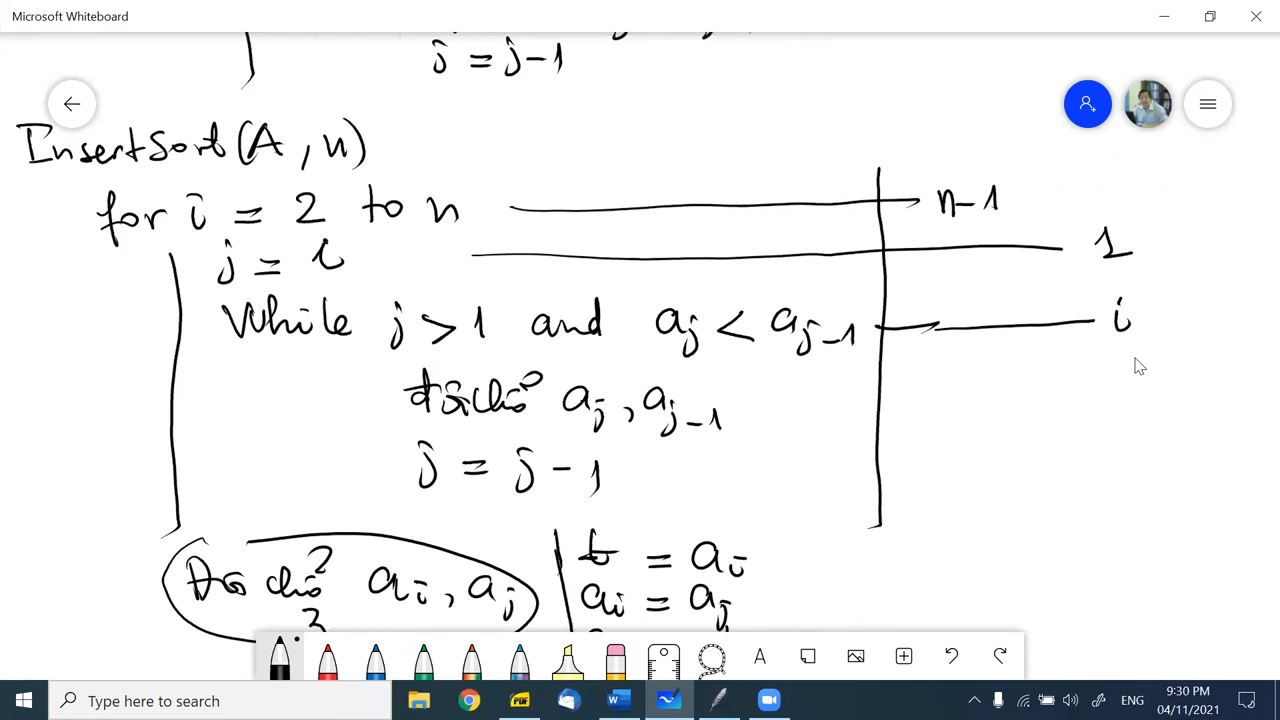 Microsoft Whiteboard
j = j-1
InsertSort(A, n)
for i = 2 to n
n-1
j = i
1
While j > 1 and aj < aj-1
i
đổi chỗ aj, aj-1
j = j-1
Đổi chỗ ai, aj
t = ai
3
ai = aj
Type here to search
PDF
ENG
9:30 PM
04/11/2021